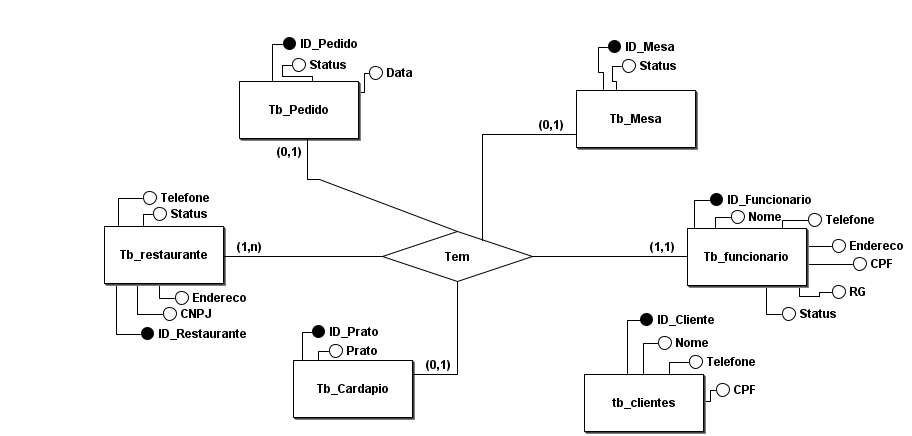 ID_Pedido
Status
Data
Tb_Pedido
(0,1)
ID_Mesa
Status
Tb_Mesa
(0,1)
Telefone
Status
Tb_restaurante
(1,n)
Endereco
CNPJ
ID_Restaurante
Tem
ID_Funcionario
Nome
Telefone
Tb_funcionario
(1,1)
Endereco
CPF
RG
Status
ID_Prato
Prato
Tb_Cardapio
(0,1)
ID_Cliente
Nome
Telefone
CPF
tb_clientes